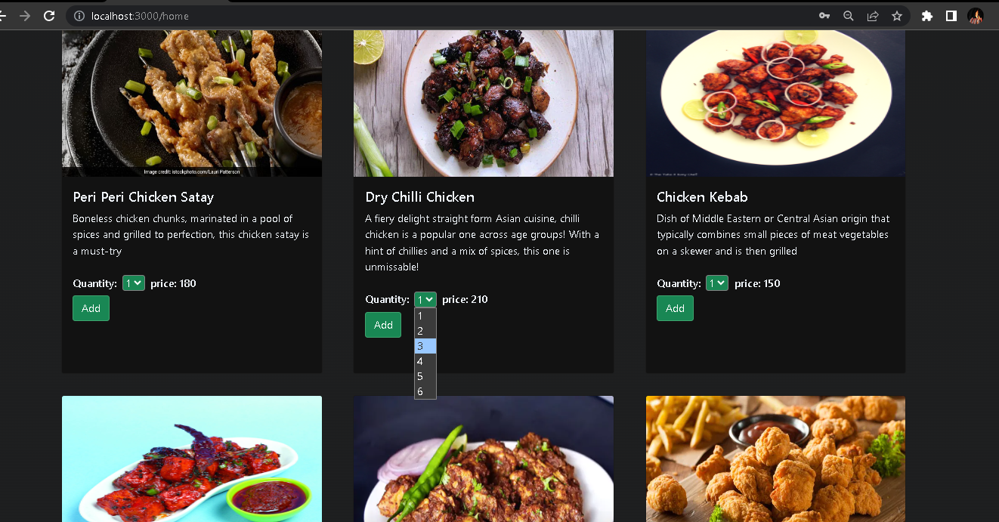 localhost:3000/home
Image credit: istockphoto.com/Lauri Patterson
Peri Peri Chicken Satay
Boneless chicken chunks, marinated in a pool of
spices and grilled to perfection, this chicken satay is
a must-try
Quantity: 1 price: 180
Add
Dry Chilli Chicken
A fiery delight straight form Asian cuisine, chilli
chicken is a popular one across age groups! With a
hint of chillies and a mix of spices, this one is
unmissable!
Quantity: 1 price: 210
Add
1
2
3
4
5
6
Chicken Kebab
Dish of Middle Eastern or Central Asian origin that
typically combines small pieces of meat vegetables
on a skewer and is then grilled
Quantity: 1 price: 150
Add